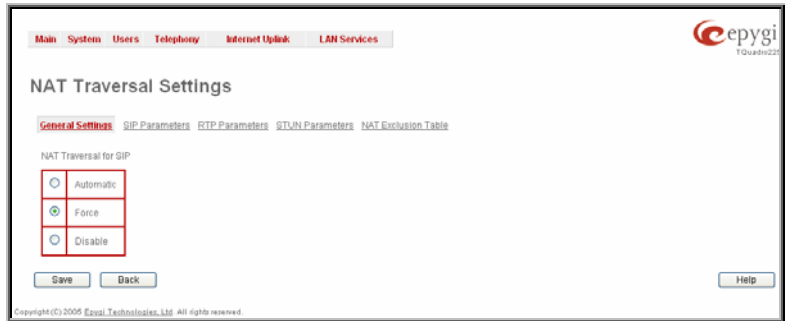 Main System Users Telephony Internet Uplink LAN Services
epygi
NAT Traversal Settings
General Settings SIP Parameters RTP Parameters STUN Parameters NAT Exclusion Table
NAT Traversal for SIP
Automatic
Force
Disable
Save Back Help
Copyright (C) 2005 Epygi Technologies, Ltd. All rights reserved.